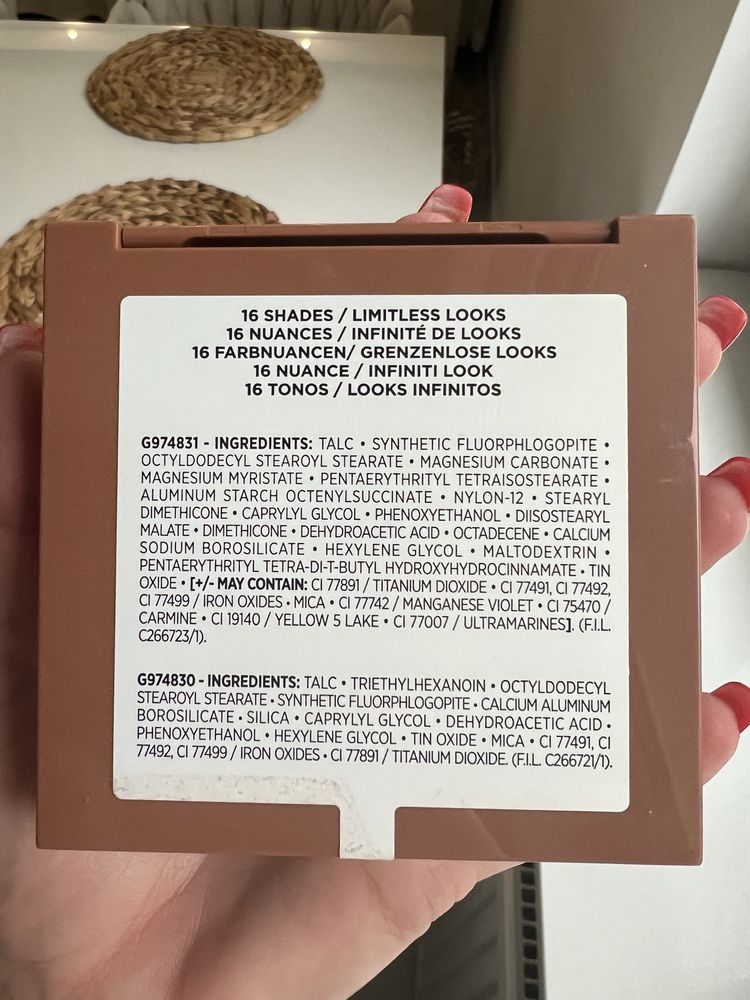 16 SHADES / LIMITLESS LOOKS
16 NUANCES / INFINITÉ DE LOOKS
16 FARBNUANCEN/ GRENZENLOSE LOOKS
16 NUANCE / INFINITI LOOK
16 TONOS / LOOKS INFINITOS
G974831 - INGREDIENTS: TALC • SYNTHETIC FLUORPHLOGOPITE •
OCTYLDODECYL STEAROYL STEARATE • MAGNESIUM CARBONATE •
MAGNESIUM MYRISTATE • PENTAERYTHRITYL TETRAISOSTEARATE •
ALUMINUM STARCH OCTENYLSUCCINATE • NYLON-12 • STEARYL
DIMETHICONE • CAPRYLYL GLYCOL • PHENOXYETHANOL • DIISOSTEARYL
MALATE • DIMETHICONE • DEHYDROACETIC ACID • OCTADECENE • CALCIUM
SODIUM BOROSILICATE • HEXYLENE GLYCOL • MALTODEXTRIN •
PENTAERYTHRITYL TETRA-DI-T-BUTYL HYDROXYHYDROCINNAMATE • TIN
OXIDE • [+/- MAY CONTAIN: CI 77891 / TITANIUM DIOXIDE • CI 77491, CI 77492,
CI 77499 / IRON OXIDES • MICA • CI 77742 / MANGANESE VIOLET • CI 75470 /
CARMINE • CI 19140 / YELLOW 5 LAKE • CI 77007 / ULTRAMARINES]. (F.I.L.
C266723/1).
G974830 - INGREDIENTS: TALC • TRIETHYLHEXANOIN • OCTYLDODECYL
STEAROYL STEARATE • SYNTHETIC FLUORPHLOGOPITE • CALCIUM ALUMINUM
BOROSILICATE • SILICA • CAPRYLYL GLYCOL • DEHYDROACETIC ACID •
PHENOXYETHANOL • HEXYLENE GLYCOL • TIN OXIDE • MICA • CI 77491, CI
77492, CI 77499 / IRON OXIDES • CI 77891 / TITANIUM DIOXIDE. (F.I.L. C266721/1).